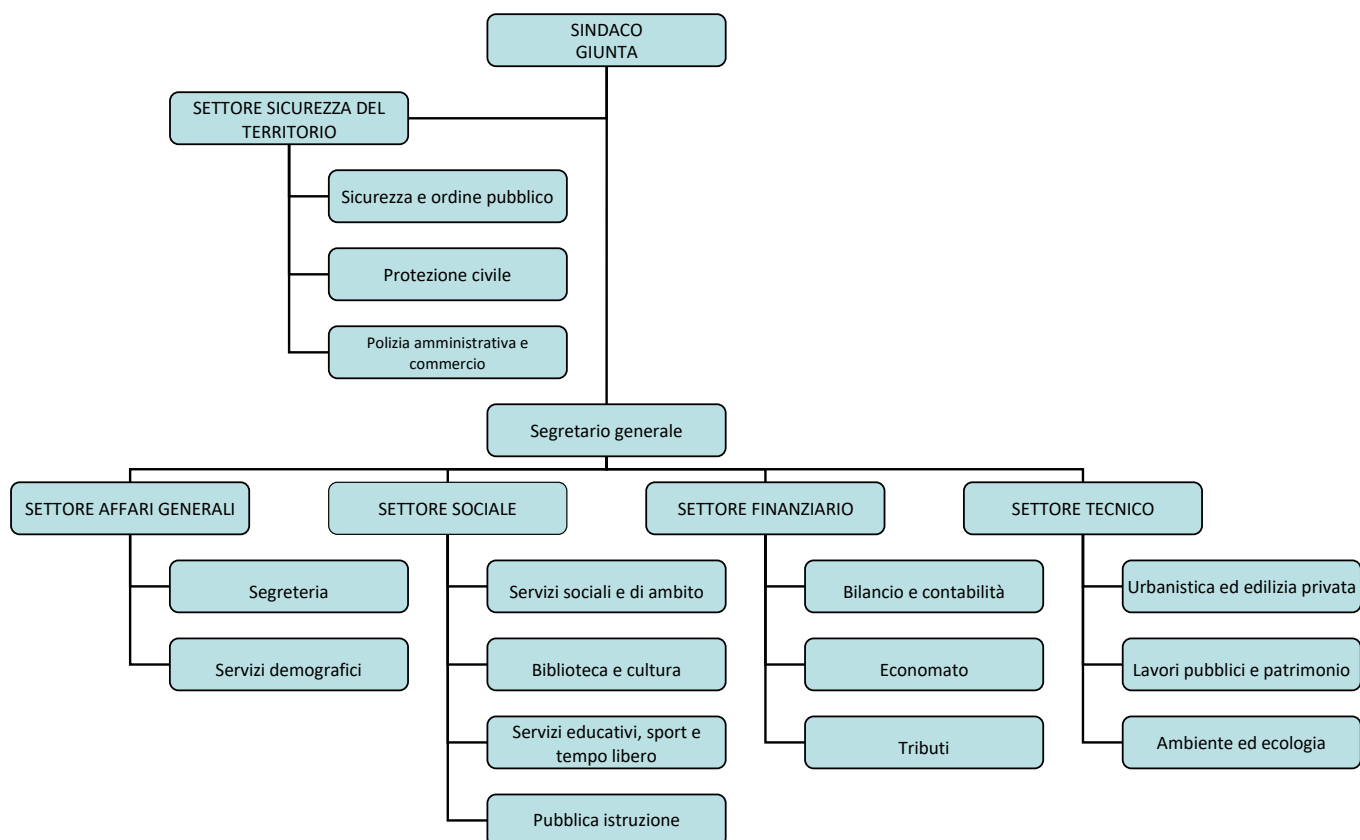 SINDACO
GIUNTA
SETTORE SICUREZZA DEL
TERRITORIO
Sicurezza e ordine pubblico
Protezione civile
Polizia amministrativa e
commercio
Segretario generale
SETTORE AFFARI GENERALI
SETTORE SOCIALE
SETTORE FINANZIARIO
SETTORE TECNICO
Segreteria
Servizi sociali e di ambito
Bilancio e contabilità
Urbanistica ed edilizia privata
Servizi demografici
Biblioteca e cultura
Economato
Lavori pubblici e patrimonio
Servizi educativi, sport e
tempo libero
Tributi
Ambiente ed ecologia
Pubblica istruzione